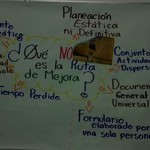 Planeación
Estática
ni Definitiva
¿Qué NO
es la Ruta
de Mejora?
Conjunto
Actividades
Dispersas
Tiempo Perdido
Documento
General
Universal
Formulario
elaborado por
una sola persona